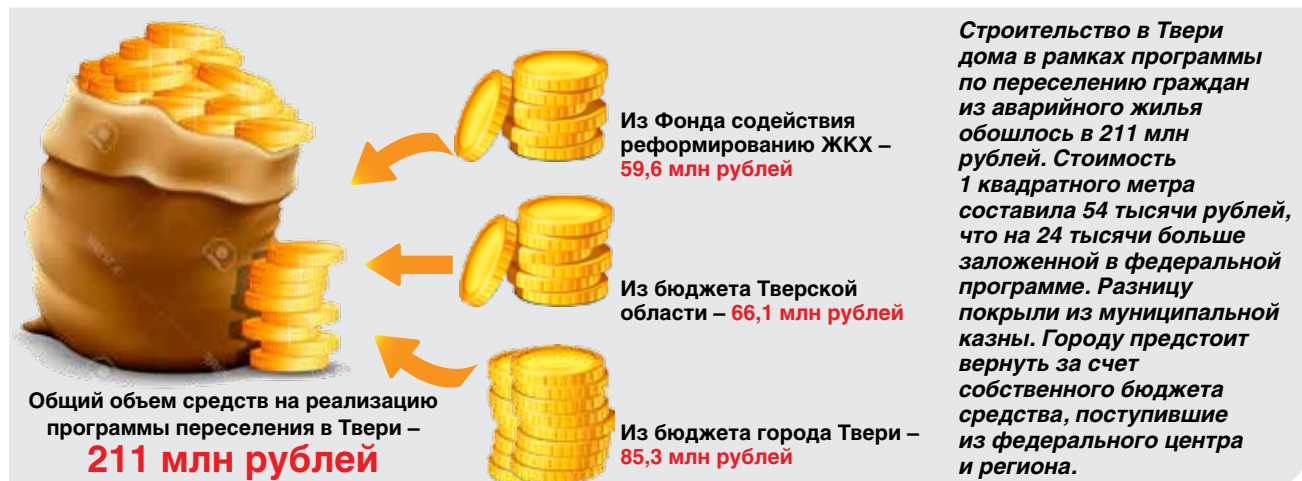 Из Фонда содействия
реформированию ЖКХ –
59,6 млн рублей
Из бюджета Тверской
области – 66,1 млн рублей
Из бюджета города Твери –
85,3 млн рублей
Общий объем средств на реализацию
программы переселения в Твери –
211 млн рублей
Строительство в Твери
дома в рамках программы
по переселению граждан
из аварийного жилья
обошлось в 211 млн
рублей. Стоимость
1 квадратного метра
составила 54 тысячи рублей,
что на 24 тысячи больше
заложенной в федеральной
программе. Разницу
покрыли из муниципальной
казны. Городу предстоит
вернуть за счет
собственного бюджета
средства, поступившие
из федерального центра
и региона.